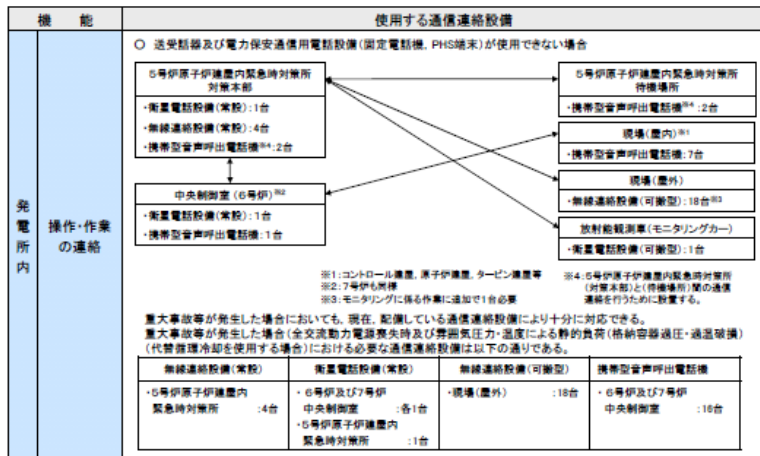 機　能
使用する通信連絡設備
発電所内
操作・作業
の連絡
○ 送受話器及び電力保安通信用電話設備(固定電話機，PHS端末)が使用できない場合
5号炉原子炉建屋内緊急時対策所
対策本部
・衛星電話設備(常設):1台
・無線連絡設備(常設):4台
・携帯型音声呼出電話機※4:2台
中央制御室(6号炉)※2
・衛星電話設備(常設):1台
・携帯型音声呼出電話機:1台
5号炉原子炉建屋内緊急時対策所
待機場所
・携帯型音声呼出電話機※4:2台
現場(屋内)※1
・携帯型音声呼出電話機:7台
現場(屋外)
・無線連絡設備(可搬型):18台※3
放射能観測車(モニタリングカー)
・衛星電話設備(可搬型):1台
※1:コントロール建屋，原子炉建屋，タービン建屋等
※2:7号炉も同様
※3:モニタリングに係る作業に追加で1台必要
※4:5号炉原子炉建屋内緊急時対策所
(対策本部)と(待機場所)間の通信
連絡を行うために設置する。
重大事故等が発生した場合においても，現在，配備している通信連絡設備により十分に対応できる。
重大事故等が発生した場合(全交流動力電源喪失時及び雰囲気圧力・温度による静的負荷(格納容器過圧・過温破損)
(代替循環冷却を使用する場合)における必要な通信連絡設備は以下の通りである。
無線連絡設備(常設)
衛星電話設備(常設)
無線連絡設備(可搬型)
携帯型音声呼出電話機
・5号炉原子炉建屋内
緊急時対策所　:4台
・6号炉及び7号炉
中央制御室　:各1台
・5号炉原子炉建屋内
緊急時対策所　:1台
・現場(屋外)　:18台
・6号炉及び7号炉
中央制御室　:16台